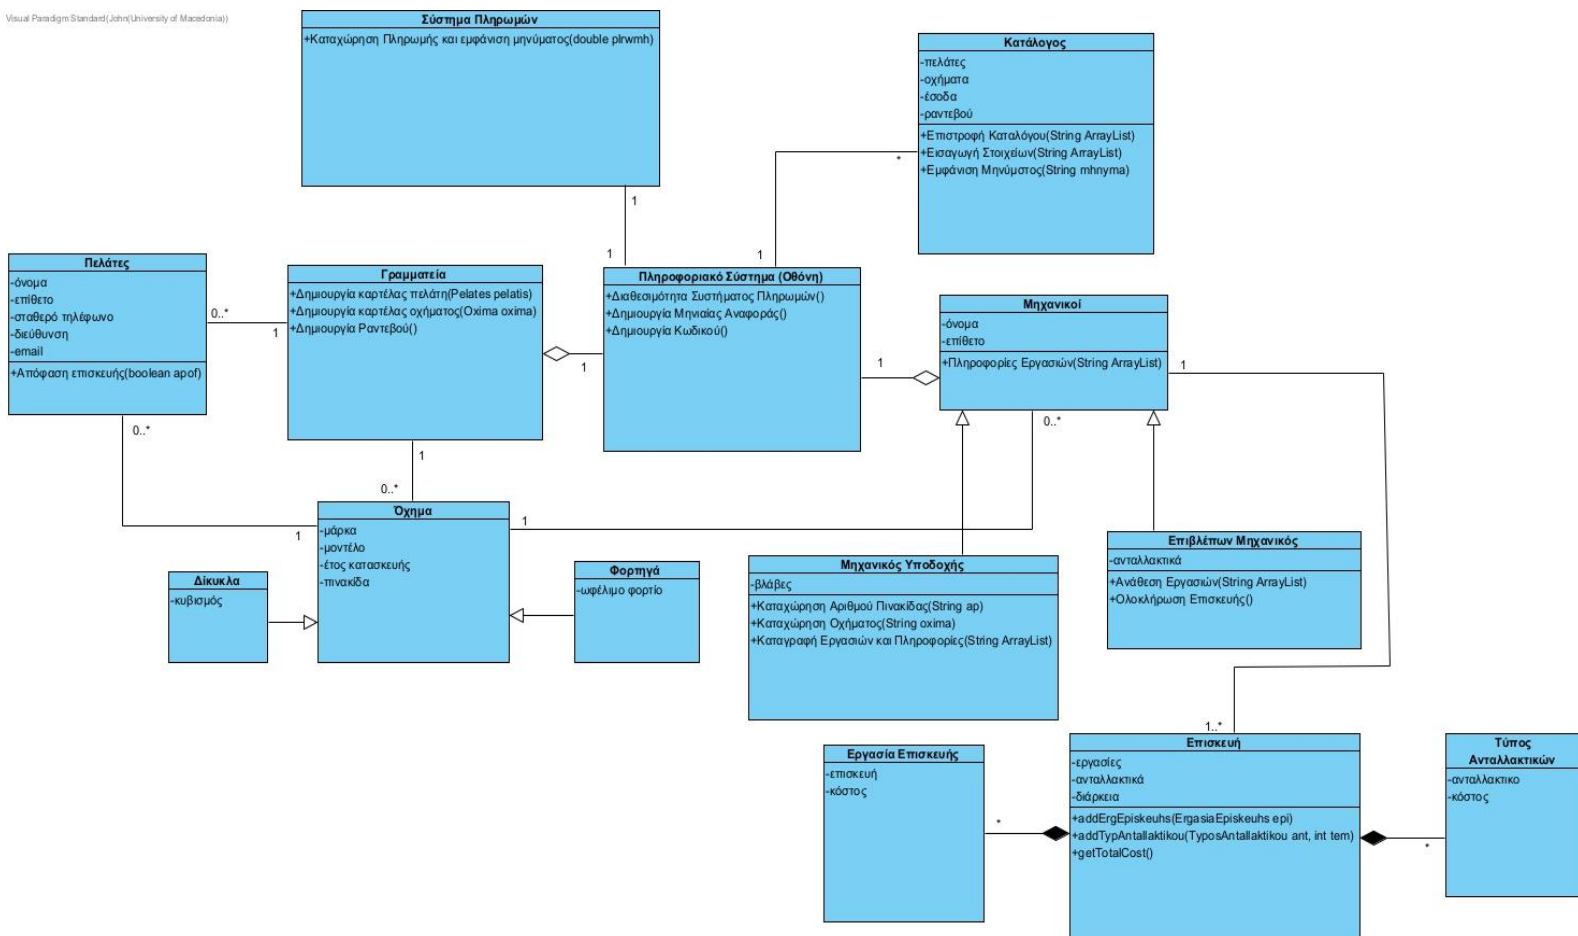 Visual Paradigm Standard(John(University of Macedonia))
Σύστημα Πληρωμών
+Καταχώρηση Πληρωμής και εμφάνιση μηνύματος(double plrwmh)
Κατάλογος
-πελάτες
-οχήματα
-έσοδα
-ραντεβού
+Επιστροφή Καταλόγου(String ArrayList)
+Εισαγωγή Στοιχείων(String ArrayList)
+Εμφάνιση Μηνύμστος(String mhnyma)
*
1
1
1
Πελάτες
-όνομα
-επίθετο
-σταθερό τηλέφωνο
-διεύθυνση
-email
+Απόφαση επισκευής(boolean apof)
0..*
1
Γραμματεία
+Δημιουργία καρτέλας πελάτη(Pelates pelatis)
+Δημιουργία καρτέλας οχήματος(Oxima oxima)
+Δημιουργία Ραντεβού()
1
Πληροφοριακό Σύστημα (Οθόνη)
+Διαθεσιμότητα Συστήματος Πληρωμών()
+Δημιουργία Μηνιαίας Αναφοράς()
+Δημιουργία Κωδικού()
1
Μηχανικοί
-όνομα
-επίθετο
+Πληροφορίες Εργασιών(String ArrayList)
1
0..*
0..*
1
0..*
1
1
Όχημα
-μάρκα
-μοντέλο
-έτος κατασκευής
-πινακίδα
Δίκυκλα
-κυβισμός
Φορτηγά
-ωφέλιμο φορτίο
Μηχανικός Υποδοχής
-βλάβες
+Καταχώρηση Αριθμού Πινακίδας(String ap)
+Καταχώρηση Οχήματος(String oxima)
+Καταγραφή Εργασιών και Πληροφορίες(String ArrayList)
Επιβλέπων Μηχανικός
-ανταλλακτικά
+Ανάθεση Εργασιών(String ArrayList)
+Ολοκλήρωση Επισκευής()
1..*
Εργασία Επισκευής
-επισκευή
-κόστος
*
Επισκευή
-εργασίες
-ανταλλακτικά
-διάρκεια
+addErgEpiskeuhs(ErgasiaEpiskeuhs epi)
+addTypAntallaktikou(TyposAntallaktikou ant, int tem)
+getTotalCost()
*
Τύπος
Ανταλλακτικών
-ανταλλακτικο
-κόστος